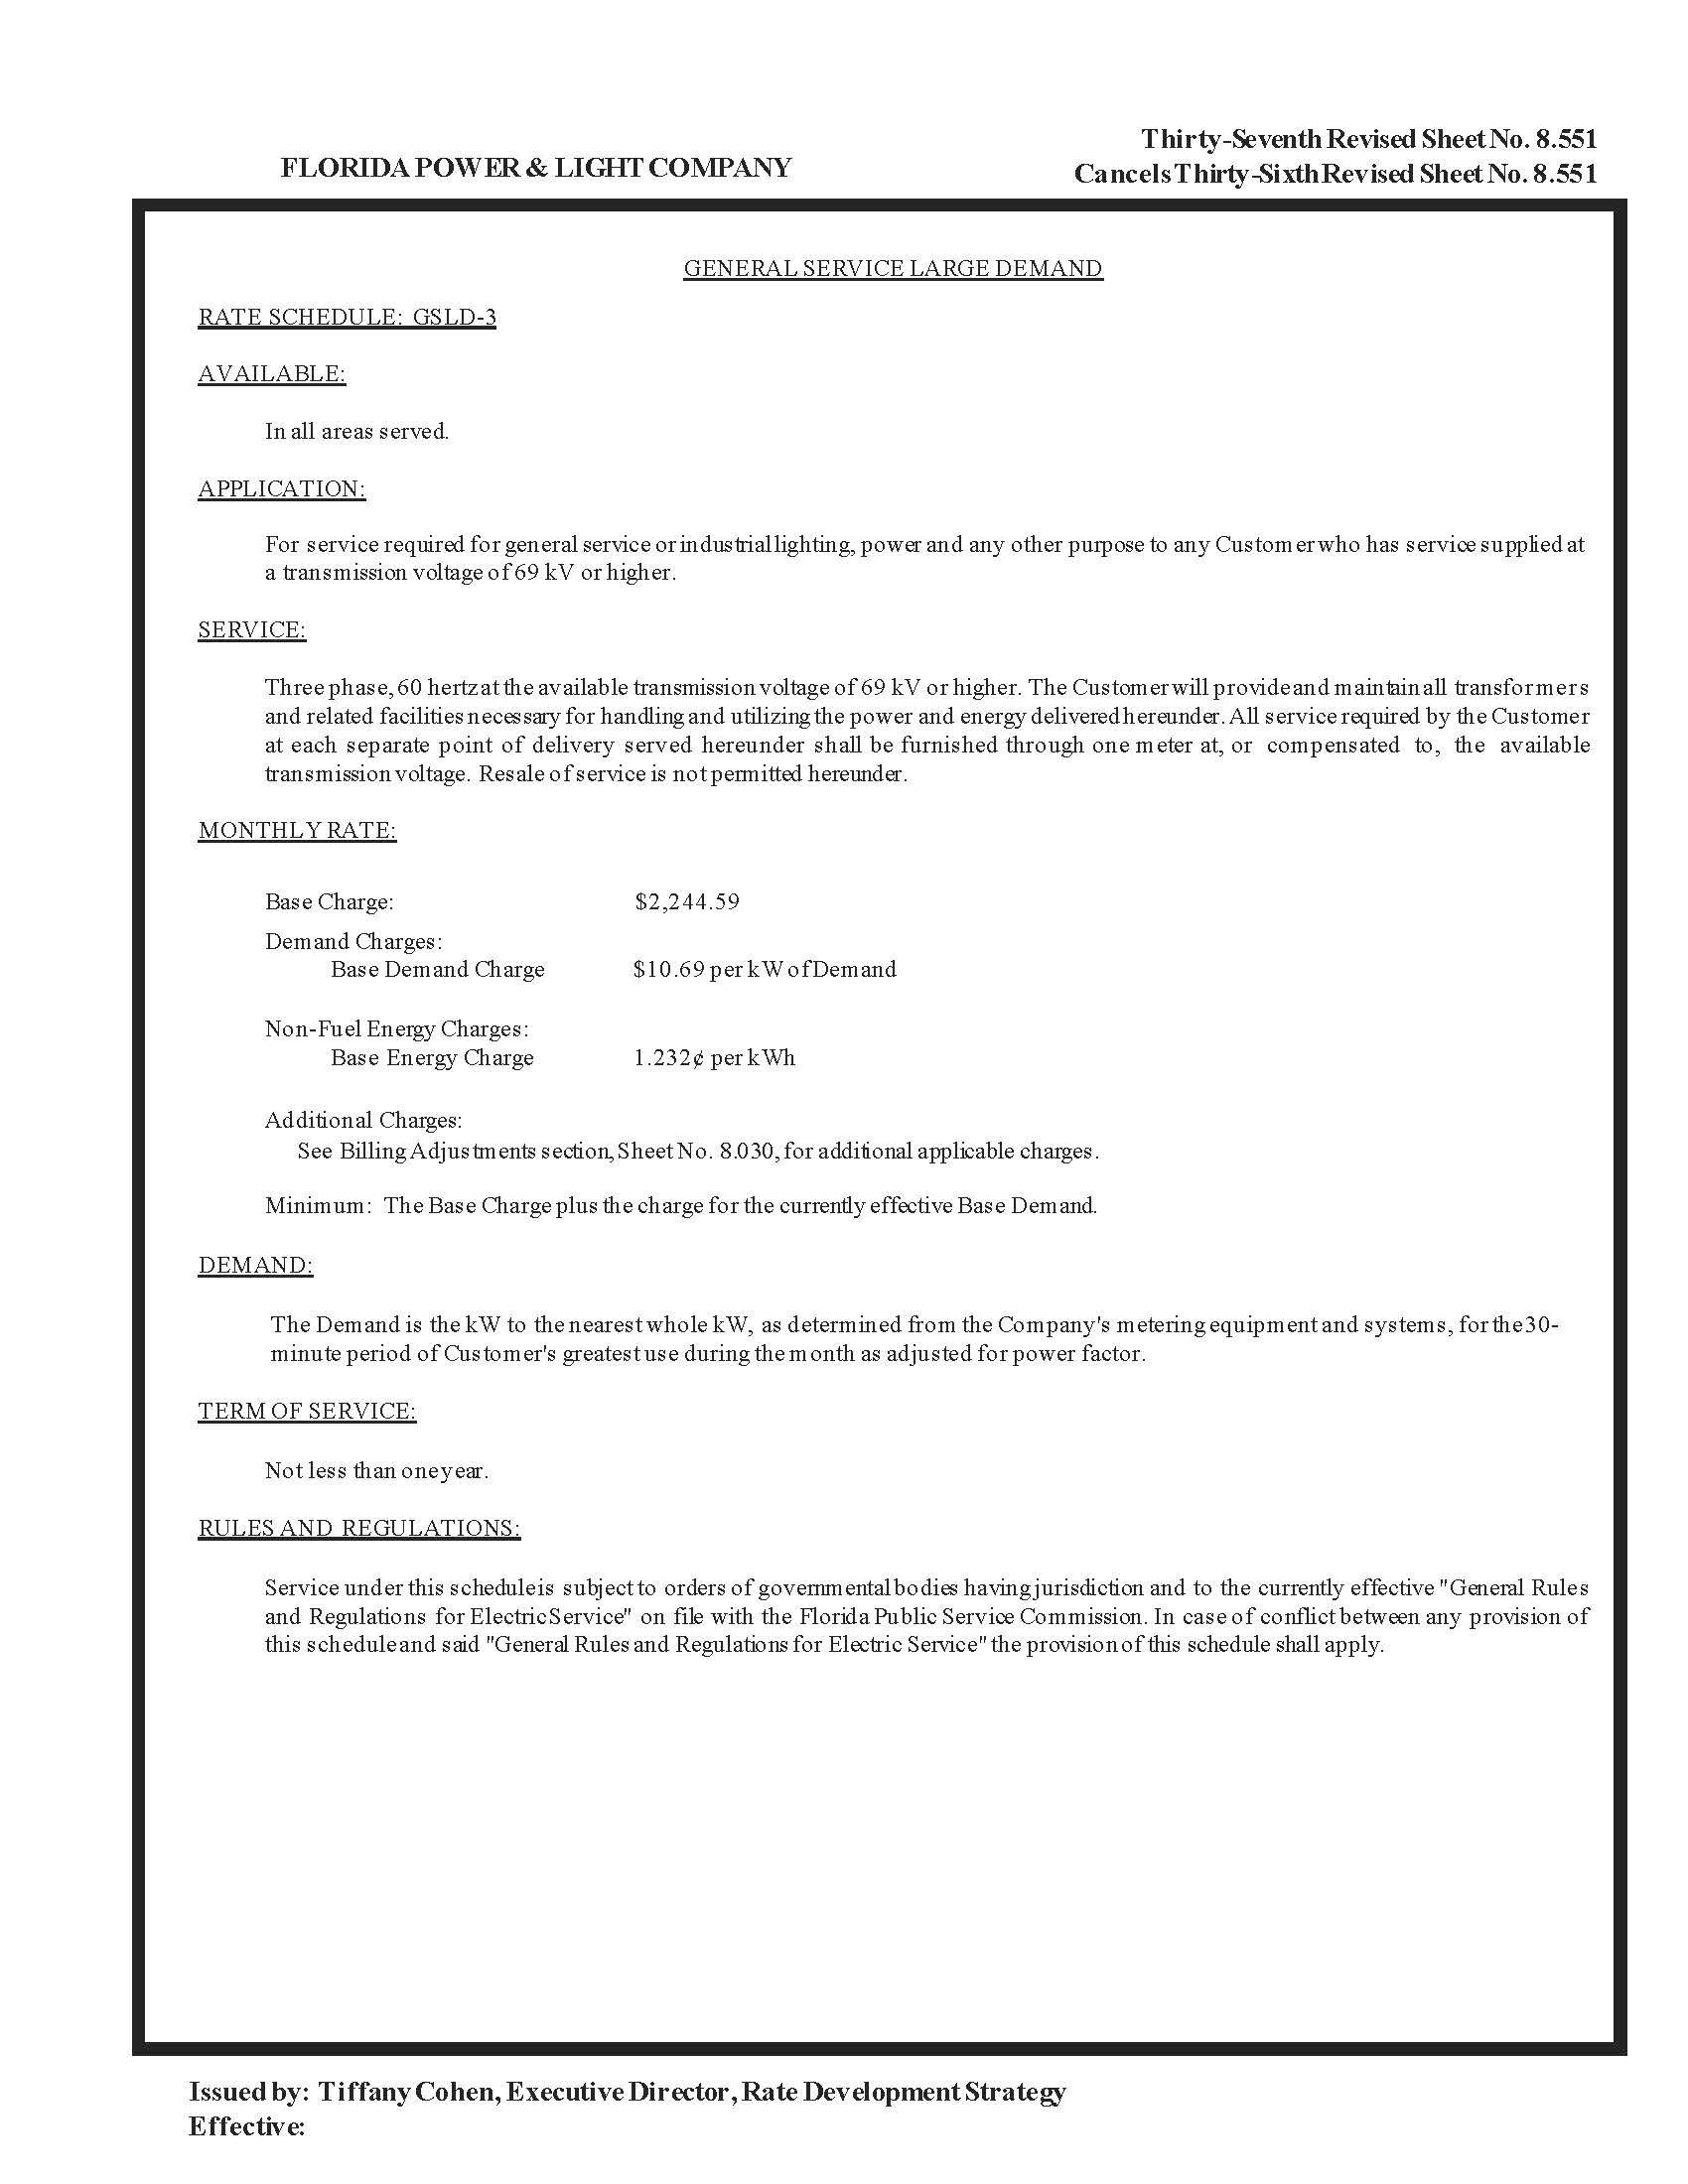 FLORIDA POWER & LIGHT COMPANY
Thirty-Seventh Revised Sheet No. 8.551
Cancels Thirty-Sixth Revised Sheet No. 8.551
GENERAL SERVICE LARGE DEMAND
RATE SCHEDULE: GSLD-3
AVAILABLE:
In all areas served.
APPLICATION:
For service required for general service or industrial lighting, power and any other purpose to any Customer who has service supplied at
a transmission voltage of 69 kV or higher.
SERVICE:
Three phase, 60 hertz at the available transmission voltage of 69 kV or higher. The Customer will provide and maintain all transformers
and related facilities necessary for handling and utilizing the power and energy delivered hereunder. All service required by the Customer
at each separate point of delivery served hereunder shall be furnished through one meter at, or compensated to, the available
transmission voltage. Resale of service is not permitted hereunder.
MONTHLY RATE:
Base Charge: $2,244.59
Demand Charges:
Base Demand Charge $10.69 per kW of Demand
Non-Fuel Energy Charges:
Base Energy Charge 1.232¢ per kWh
Additional Charges:
See Billing Adjustments section, Sheet No. 8.030, for additional applicable charges.
Minimum: The Base Charge plus the charge for the currently effective Base Demand.
DEMAND:
The Demand is the kW to the nearest whole kW, as determined from the Company's metering equipment and systems, for the 30-
minute period of Customer's greatest use during the month as adjusted for power factor.
TERM OF SERVICE:
Not less than one year.
RULES AND REGULATIONS:
Service under this schedule is subject to orders of governmental bodies having jurisdiction and to the currently effective "General Rules
and Regulations for Electric Service" on file with the Florida Public Service Commission. In case of conflict between any provision of
this schedule and said "General Rules and Regulations for Electric Service" the provision of this schedule shall apply.
Issued by: Tiffany Cohen, Executive Director, Rate Development Strategy
Effective: